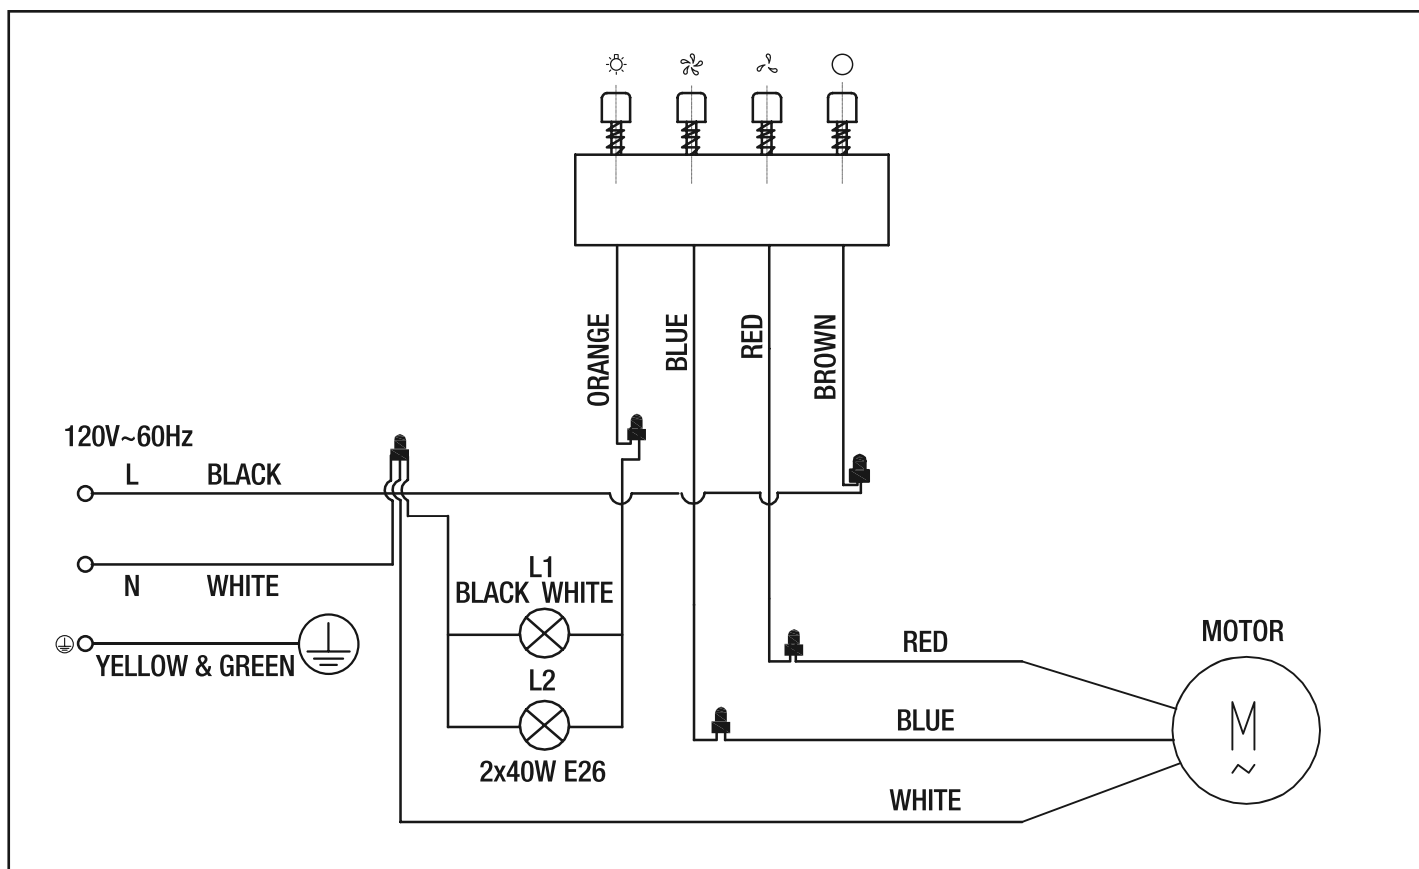 ORANGE
BLUE
RED
BROWN
120V~60Hz
L BLACK
N WHITE
YELLOW & GREEN
L1
BLACK WHITE
L2
2x40W E26
RED
BLUE
WHITE
MOTOR
M
~